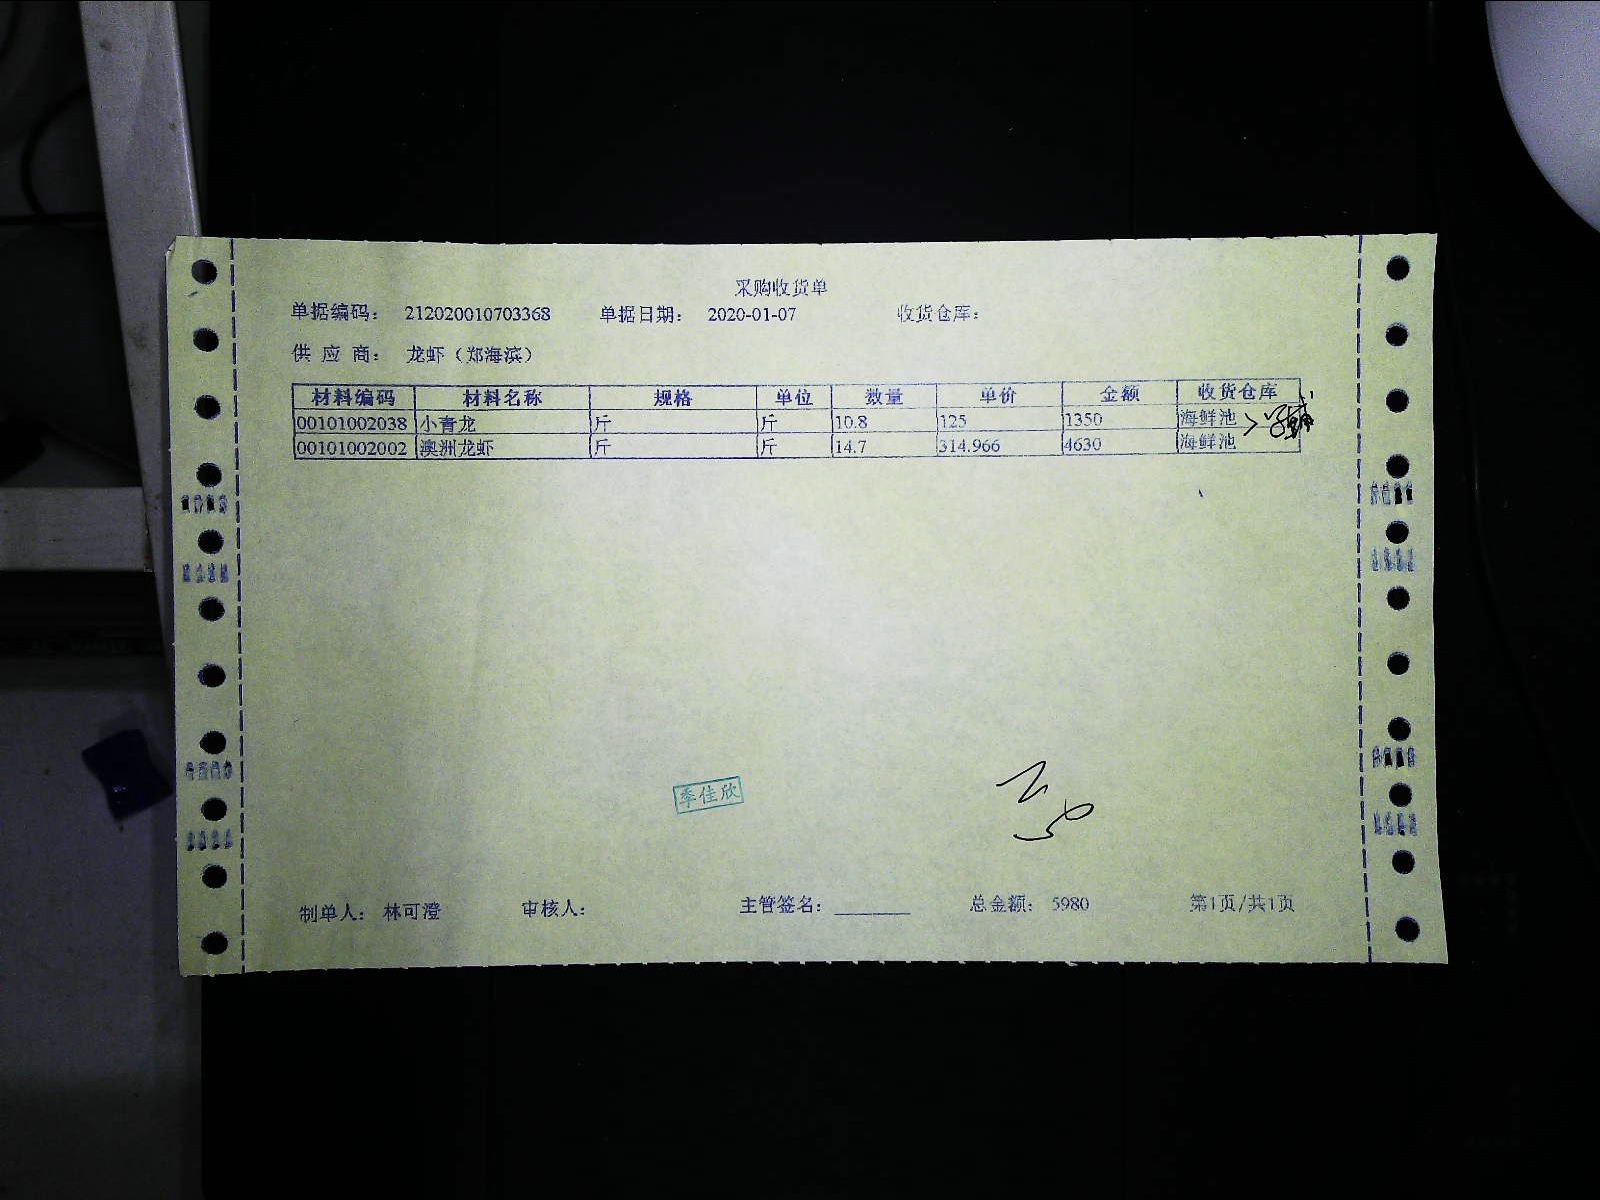 采购收货单
单据编码: 212020010703368 单据日期: 2020-01-07 收货仓库:
供 应 商: 龙虾（郑海滨）
材料编码 材料名称 规格 单位 数量 单价 金额 收货仓库
00101002038 小青龙 斤 斤 10.8 125 1350 海鲜池
00101002002 澳洲龙虾 斤 斤 14.7 314.966 4630 海鲜池
季佳欣
制单人: 林可澄 审核人: 主管签名: ________ 总金额: 5980 第1页/共1页